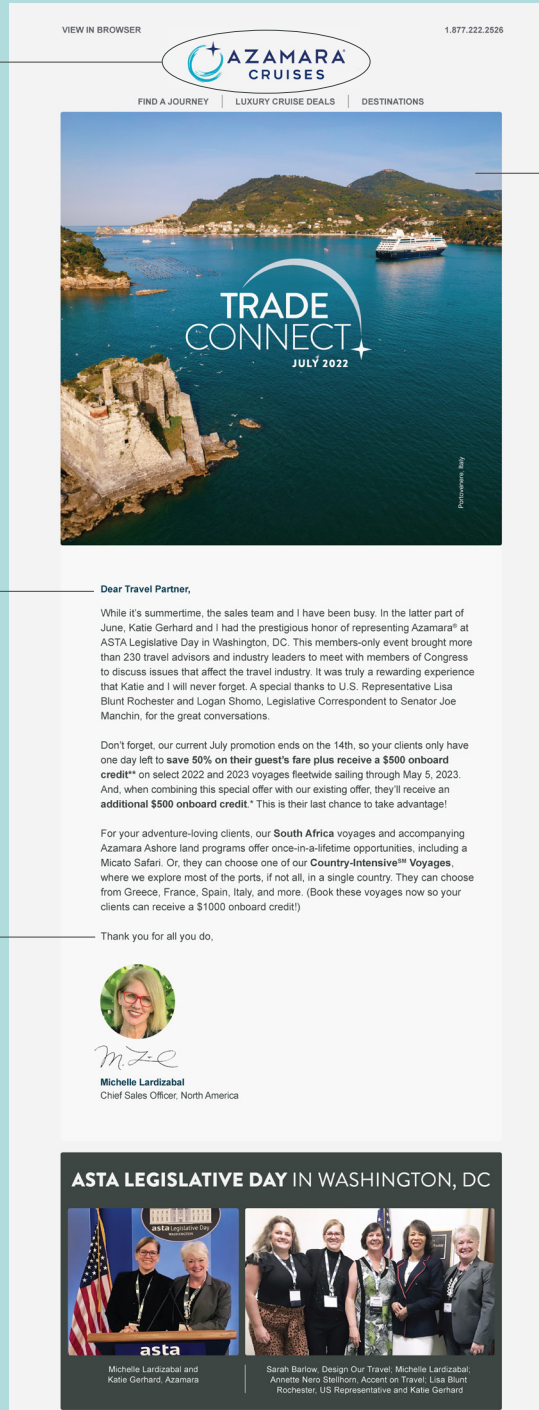 VIEW IN BROWSER
1.877.222.2526
AZAMARA®
CRUISES
FIND A JOURNEY | LUXURY CRUISE DEALS | DESTINATIONS
TRADE
CONNECT
JULY 2022
Portovenere, Italy
Dear Travel Partner,
While it’s summertime, the sales team and I have been busy. In the latter part of
June, Katie Gerhard and I had the prestigious honor of representing Azamara® at
ASTA Legislative Day in Washington, DC. This members-only event brought more
than 230 travel advisors and industry leaders to meet with members of Congress
to discuss issues that affect the travel industry. It was truly a rewarding experience
that Katie and I will never forget. A special thanks to U.S. Representative Lisa
Blunt Rochester and Logan Shomo, Legislative Correspondent to Senator Joe
Manchin, for the great conversations.
Don’t forget, our current July promotion ends on the 14th, so your clients only have
one day left to save 50% on their guest’s fare plus receive a $500 onboard
credit** on select 2022 and 2023 voyages fleetwide sailing through May 5, 2023.
And, when combining this special offer with our existing offer, they’ll receive an
additional $500 onboard credit.* This is their last chance to take advantage!
For your adventure-loving clients, our South Africa voyages and accompanying
Azamara Ashore land programs offer once-in-a-lifetime opportunities, including a
Micato Safari. Or, they can choose one of our Country-Intensive℠ Voyages,
where we explore most of the ports, if not all, in a single country. They can choose
from Greece, France, Spain, Italy, and more. (Book these voyages now so your
clients can receive a $1000 onboard credit!)
Thank you for all you do,
Michelle Lardizabal
Chief Sales Officer, North America
ASTA LEGISLATIVE DAY IN WASHINGTON, DC
asta Legislative Day
WASHINGTON
asta
Michelle Lardizabal and
Katie Gerhard, Azamara
Sarah Barlow, Design Our Travel; Michelle Lardizabal;
Annette Nero Stellhorn, Accent on Travel; Lisa Blunt
Rochester, US Representative and Katie Gerhard